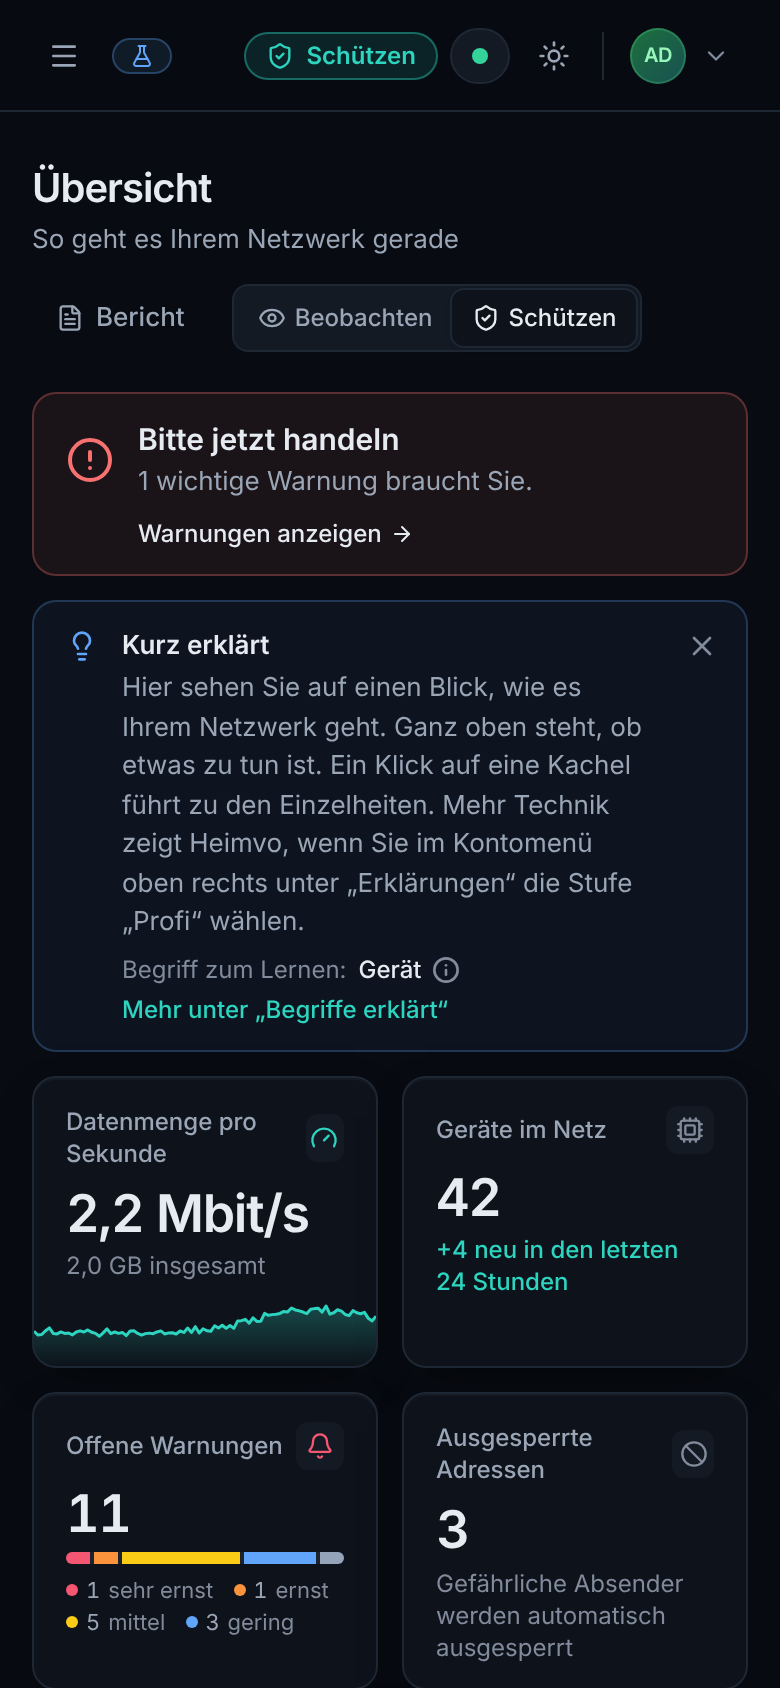 Schützen
AD
Übersicht
So geht es Ihrem Netzwerk gerade
Bericht
Beobachten
Schützen
Bitte jetzt handeln
1 wichtige Warnung braucht Sie.
Warnungen anzeigen →
Kurz erklärt
Hier sehen Sie auf einen Blick, wie es
Ihrem Netzwerk geht. Ganz oben steht, ob
etwas zu tun ist. Ein Klick auf eine Kachel
führt zu den Einzelheiten. Mehr Technik
zeigt Heimvo, wenn Sie im Kontomenü
oben rechts unter „Erklärungen“ die Stufe
„Profi“ wählen.
Begriff zum Lernen: Gerät
Mehr unter „Begriffe erklärt“
Datenmenge pro
Sekunde
2,2 Mbit/s
2,0 GB insgesamt
Geräte im Netz
42
+4 neu in den letzten
24 Stunden
Offene Warnungen
11
1 sehr ernst 1 ernst
5 mittel 3 gering
Ausgesperrte
Adressen
3
Gefährliche Absender
werden automatisch
ausgesperrt